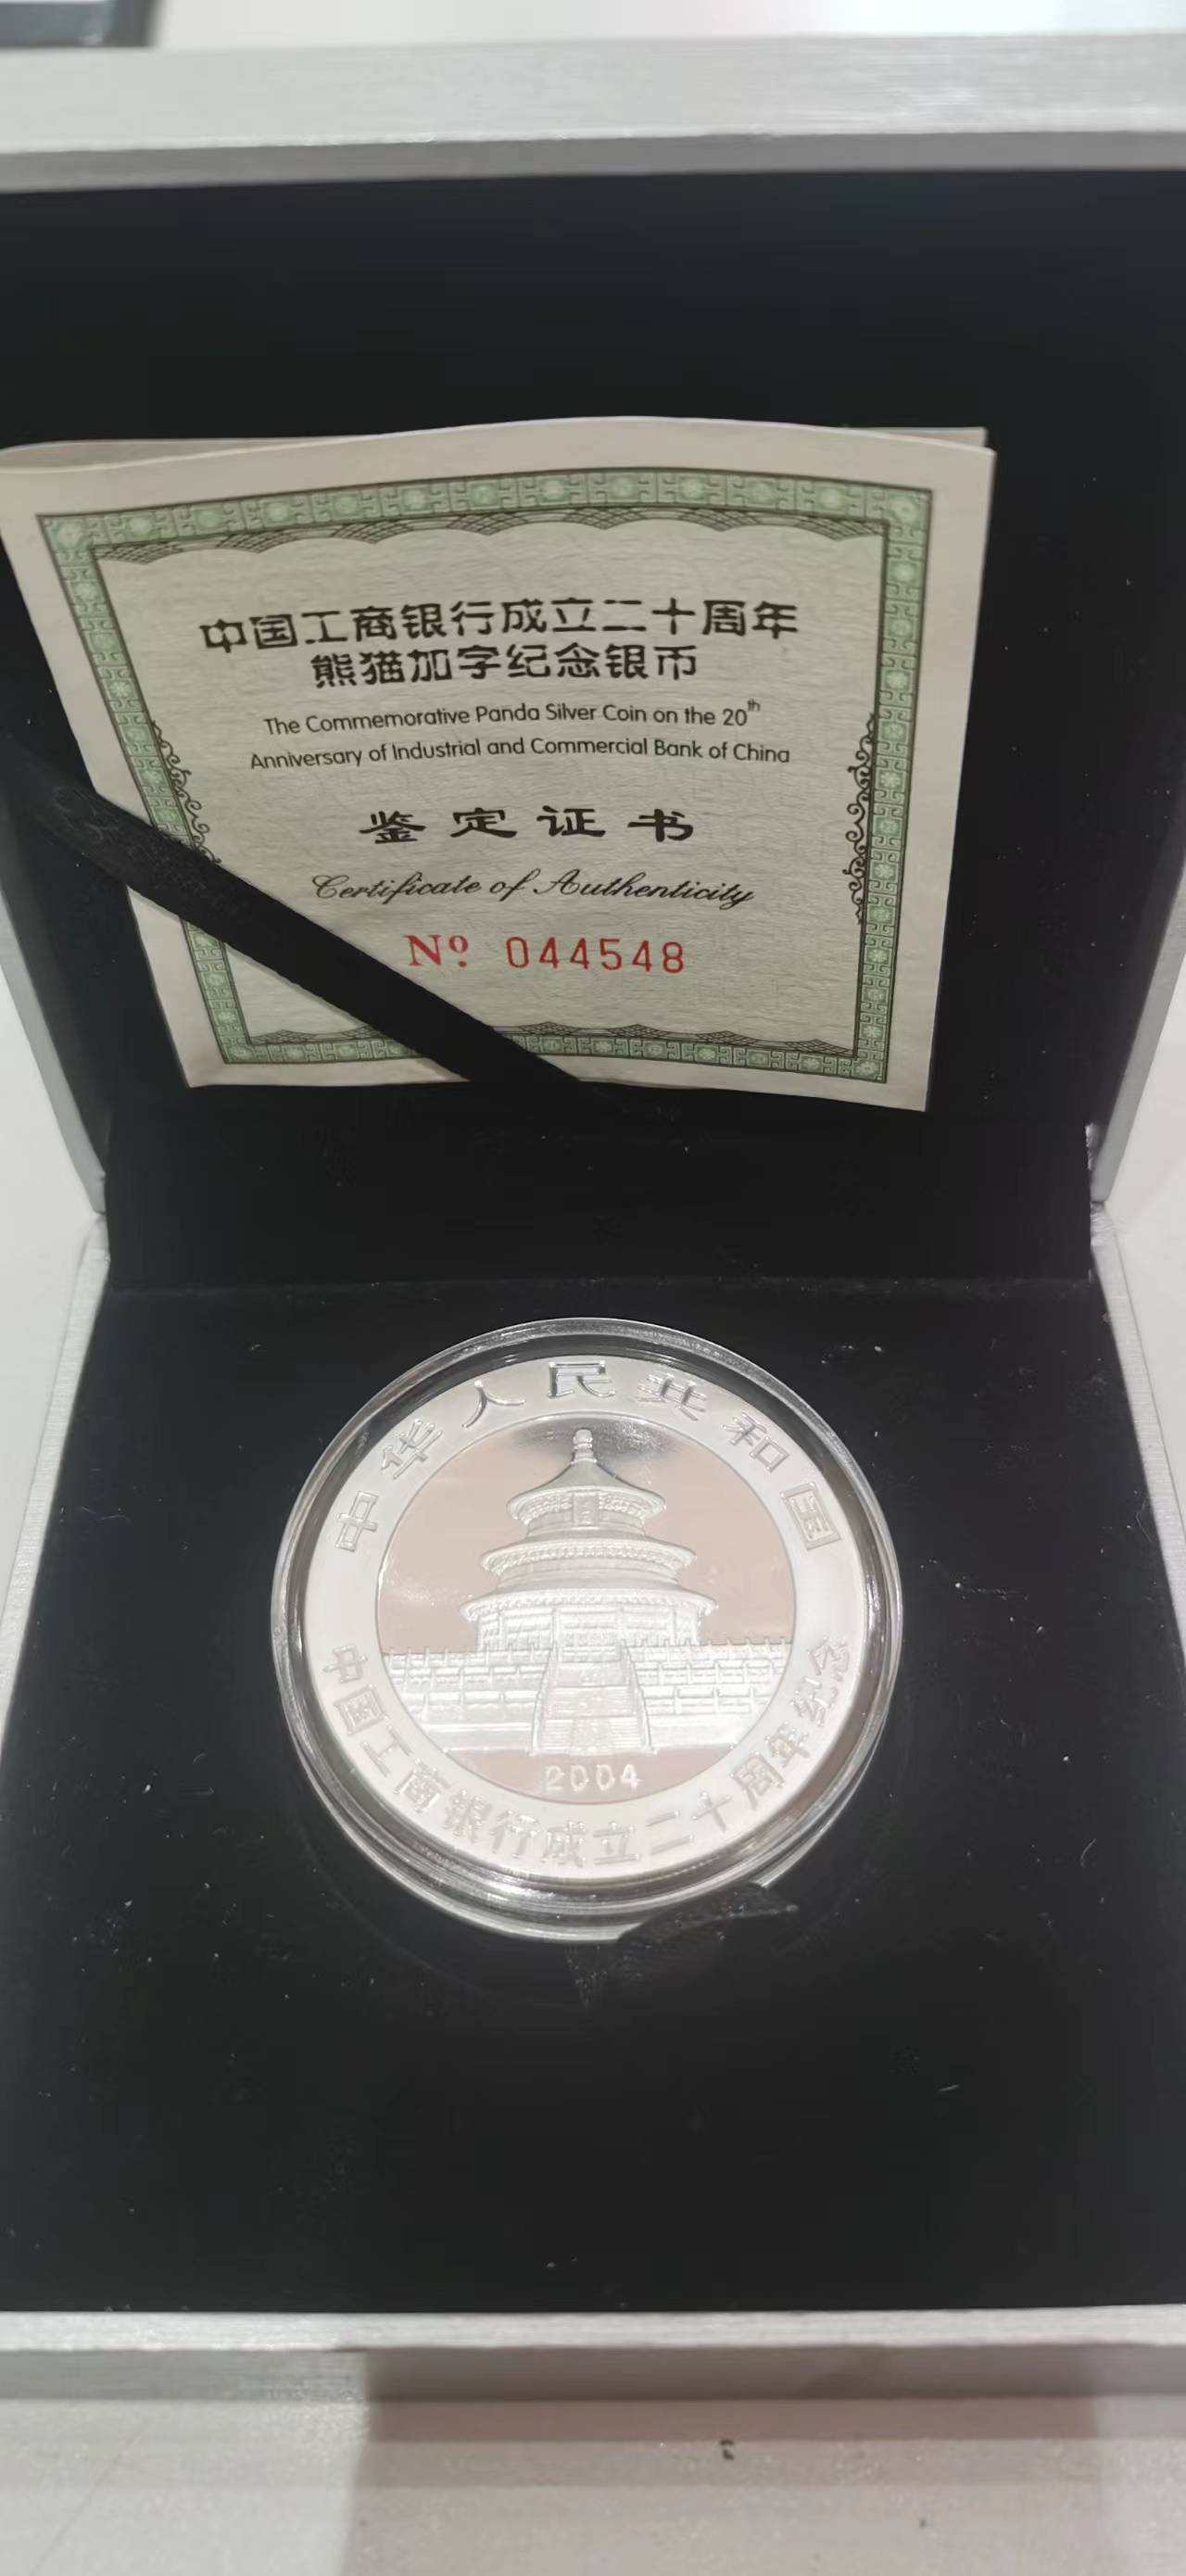 中国工商银行成立二十周年
熊猫加字纪念银币
The Commemorative Panda Silver Coin on the 20th
Anniversary of Industrial and Commercial Bank of China
鉴定证书
Certificate of Authenticity
Nº 044548
中华人民共和国
2004
中国工商银行成立二十周年纪念